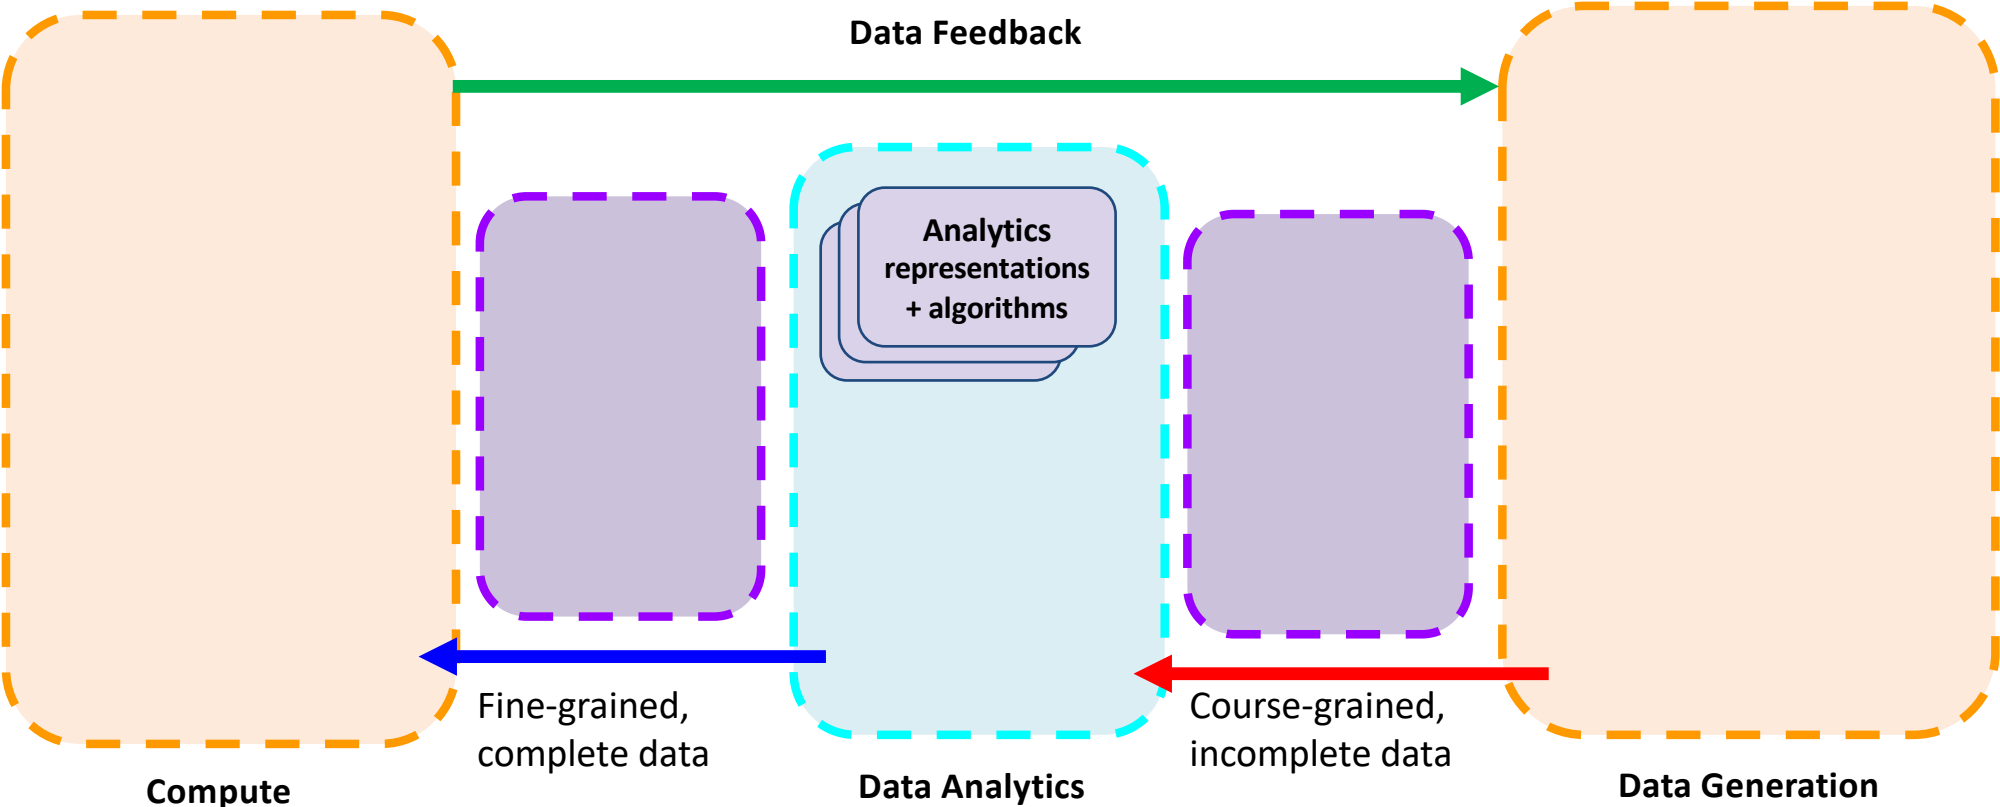 Data Feedback
Analytics
representations
+ algorithms
Fine-grained,
complete data
Course-grained,
incomplete data
Compute
Data Analytics
Data Generation